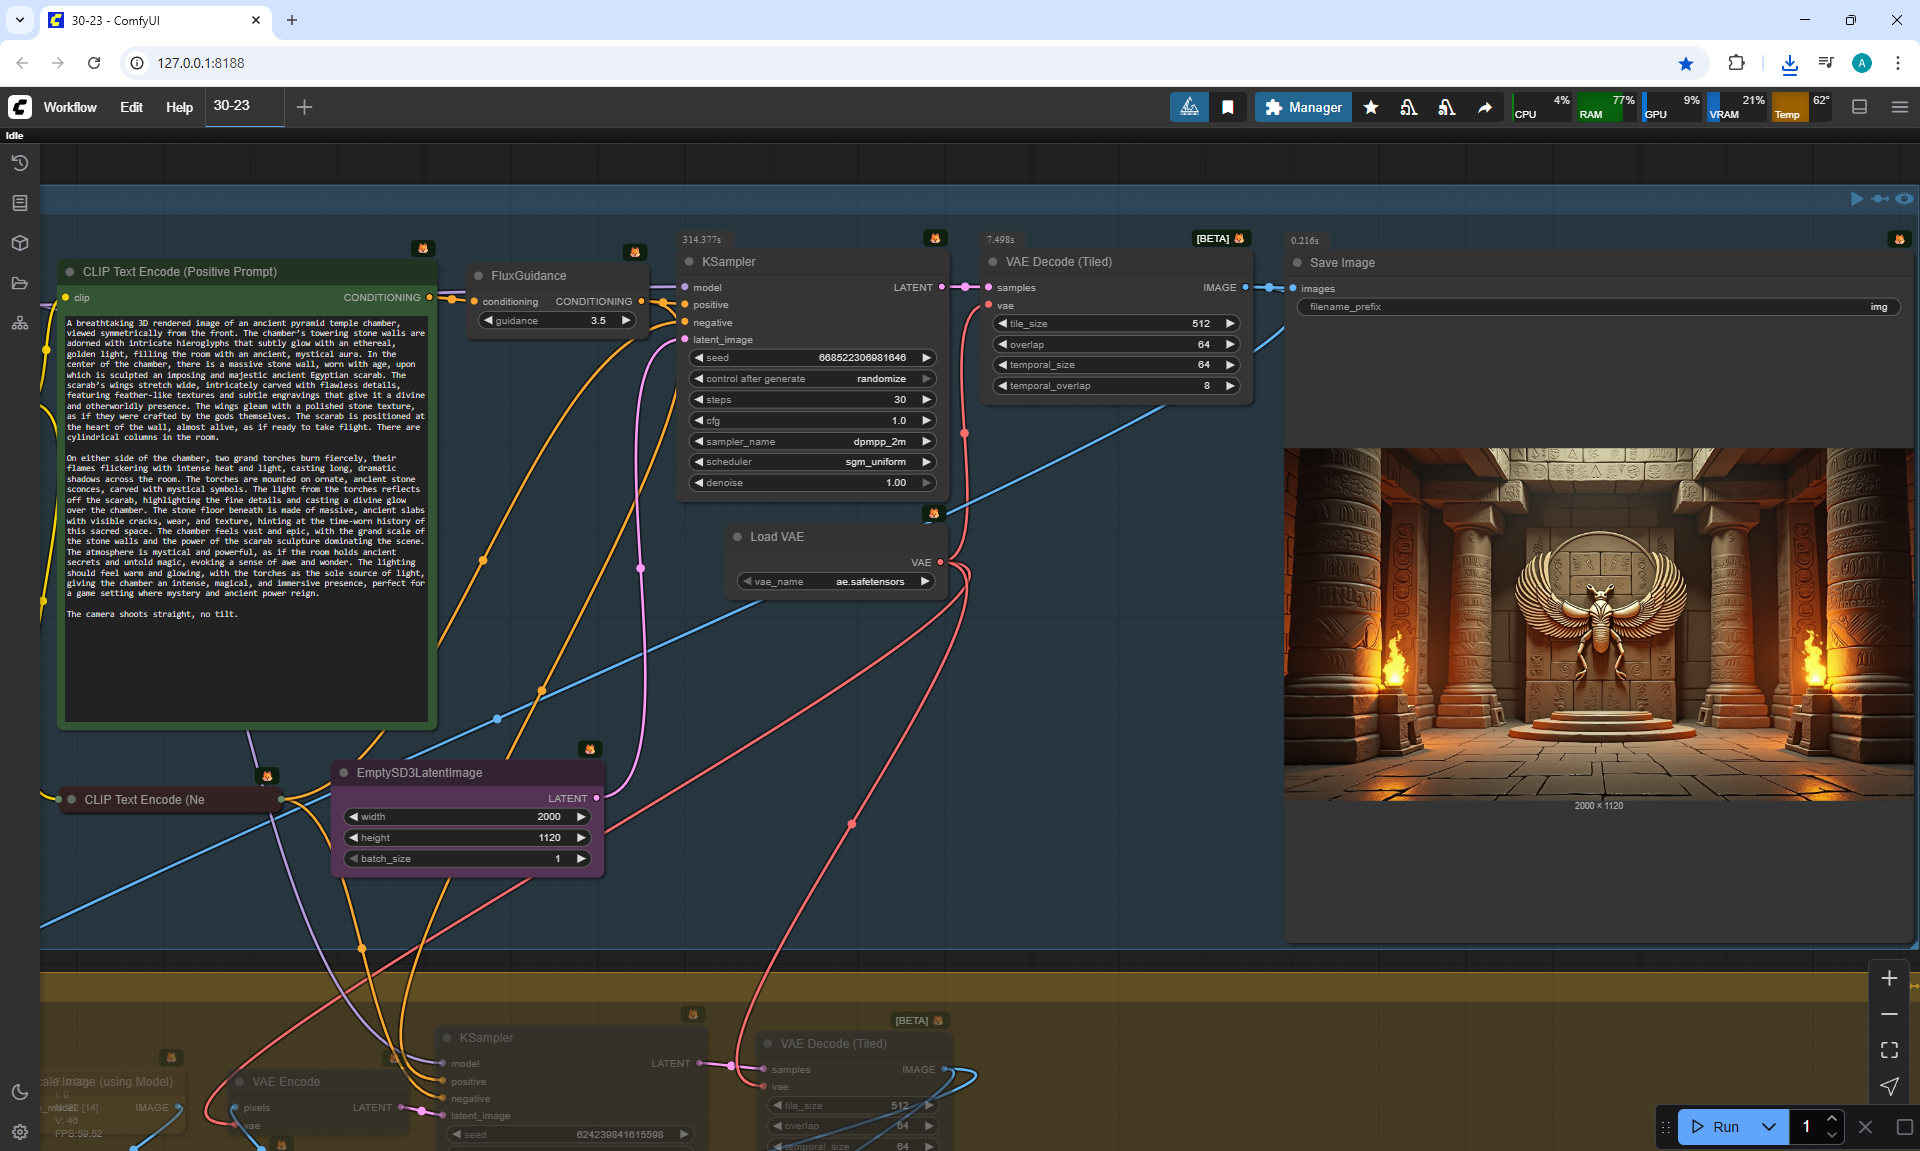 30-23 - ComfyUI
127.0.0.1:8188
A
Workflow
Edit
Help
30-23
Manager
4%
CPU
77%
RAM
9%
GPU
21%
VRAM
62°
Temp
Idle
314.377s
7.498s
[BETA]
0.216s
CLIP Text Encode (Positive Prompt)
clip
CONDITIONING
A breathtaking 3D rendered image of an ancient pyramid temple chamber,
viewed symmetrically from the front. The chamber's towering stone walls are
adorned with intricate hieroglyphs that subtly glow with an ethereal,
golden light, filling the room with an ancient, mystical aura. In the
center of the chamber, there is a massive stone wall, worn with age, upon
which is sculpted an imposing and majestic ancient Egyptian scarab. The
scarab's wings stretch wide, intricately carved with flawless details,
featuring feather-like textures and subtle engravings that give it a divine
and otherworldly presence. The wings gleam with a polished stone texture,
as if they were crafted by the gods themselves. The scarab is positioned at
the heart of the wall, almost alive, as if ready to take flight. There are
cylindrical columns in the room.
On either side of the chamber, two grand torches burn fiercely, their
flames flickering with intense heat and light, casting long, dramatic
shadows across the room. The torches are mounted on ornate, ancient stone
sconces, carved with mystical symbols. The light from the torches reflects
off the scarab, highlighting the fine details and casting a divine glow
over the chamber. The stone floor beneath is made of massive, ancient slabs
with visible cracks, wear, and texture, hinting at the time-worn history of
this sacred space. The chamber feels vast and epic, with the grand scale of
the stone walls and the power of the scarab sculpture dominating the scene.
The atmosphere is mystical and powerful, as if the room holds ancient
secrets and untold magic, evoking a sense of awe and wonder. The lighting
should feel warm and glowing, with the torches as the sole source of light,
giving the chamber an intense, magical, and immersive presence, perfect for
a game setting where mystery and ancient power reign.
The camera shoots straight, no tilt.
FluxGuidance
conditioning
CONDITIONING
guidance 3.5
KSampler
model
LATENT
positive
negative
latent_image
seed 668522306981646
control after generate randomize
steps 30
cfg 1.0
sampler_name dpmpp_2m
scheduler sgm_uniform
denoise 1.00
VAE Decode (Tiled)
samples
IMAGE
vae
tile_size 512
overlap 64
temporal_size 64
temporal_overlap 8
Save Image
images
filename_prefix img
2000 × 1120
Load VAE
VAE
vae_name ae.safetensors
CLIP Text Encode (Ne
EmptySD3LatentImage
LATENT
width 2000
height 1120
batch_size 1
KSampler
model
LATENT
positive
negative
latent_image
seed 624239841615598
[BETA]
VAE Decode (Tiled)
samples
IMAGE
vae
tile_size 512
overlap 64
temporal_size 64
cale Image (using Model)
IMAGE
V: 46
FPS:59.52
VAE Encode
pixels
LATENT
vae
Run
1